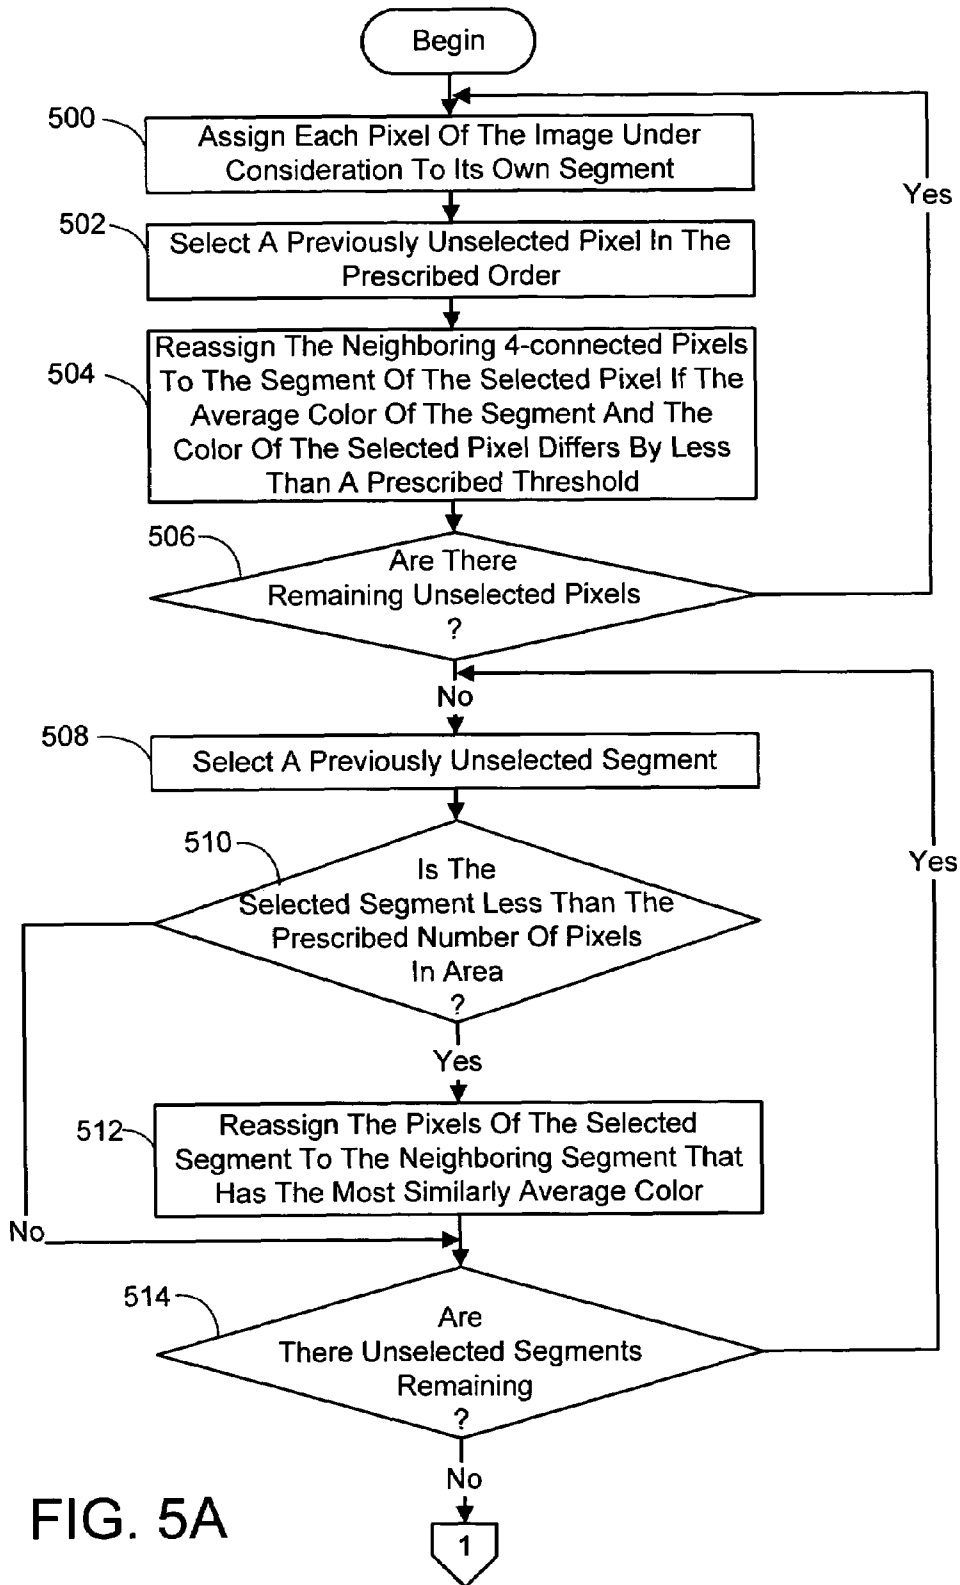 Begin
500
Assign Each Pixel Of The Image Under
Consideration To Its Own Segment
Yes
502
Select A Previously Unselected Pixel In The
Prescribed Order
504
Reassign The Neighboring 4-connected Pixels
To The Segment Of The Selected Pixel If The
Average Color Of The Segment And The
Color Of The Selected Pixel Differs By Less
Than A Prescribed Threshold
506
Are There
Remaining Unselected Pixels
?
No
508
Select A Previously Unselected Segment
510
Is The
Selected Segment Less Than The
Prescribed Number Of Pixels
In Area
?
Yes
Yes
512
Reassign The Pixels Of The Selected
Segment To The Neighboring Segment That
Has The Most Similarly Average Color
No
514
Are
There Unselected Segments
Remaining
?
No
FIG. 5A
1